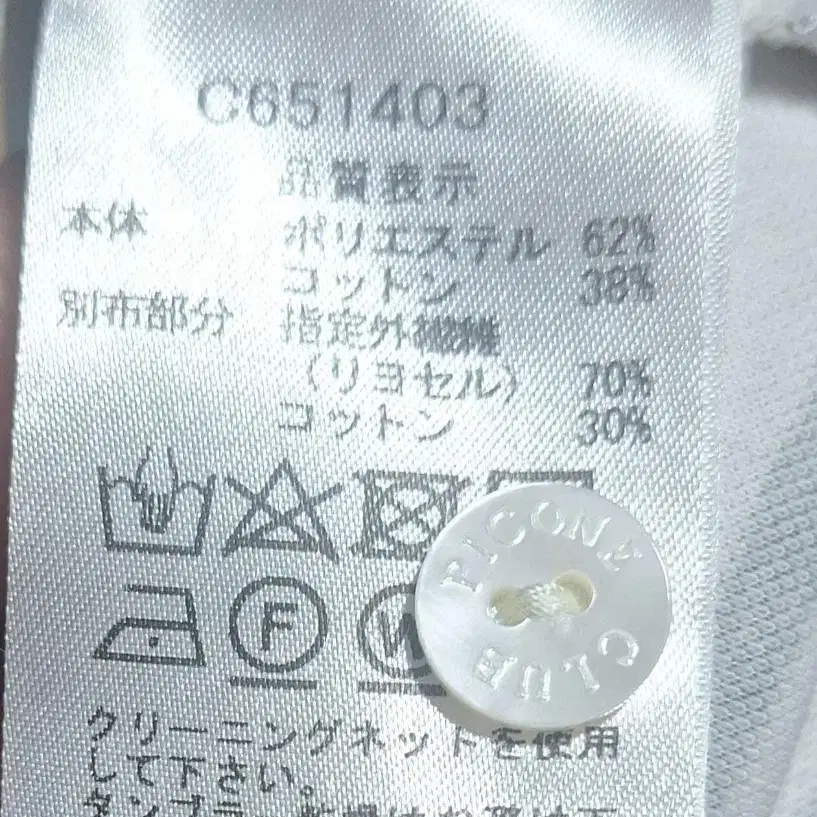 C651403
品質表示
本体 ポリエステル 62%
コットン 38%
別布部分 指定外繊維
(リヨセル) 70%
コットン 30%
F W
PICONE CLUB
クリーニングネットを使用
して下さい。